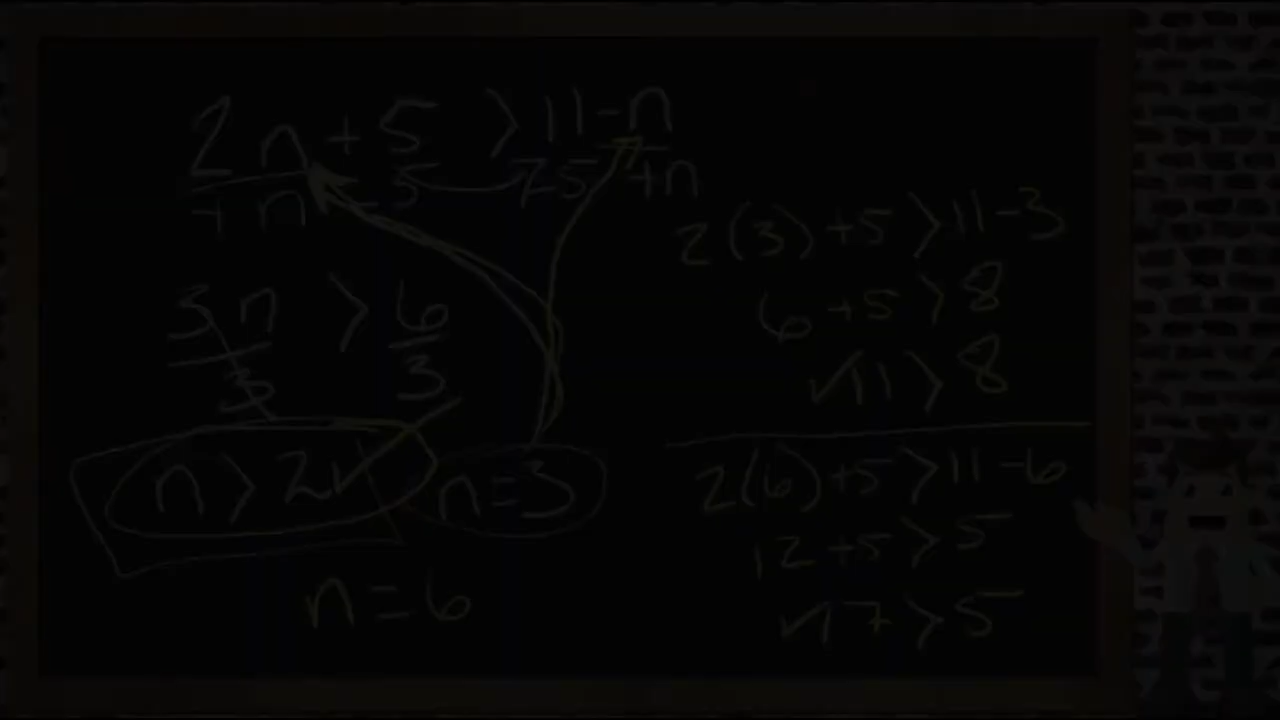 2n + 5 > 11 - n
+n -5 -5 +n
3n > 6
3 3
n > 2 ✓
n = 3
n = 6
2(3) + 5 > 11 - 3
6 + 5 > 8
✓11 > 8
2(6) + 5 > 11 - 6
12 + 5 > 5
✓17 > 5